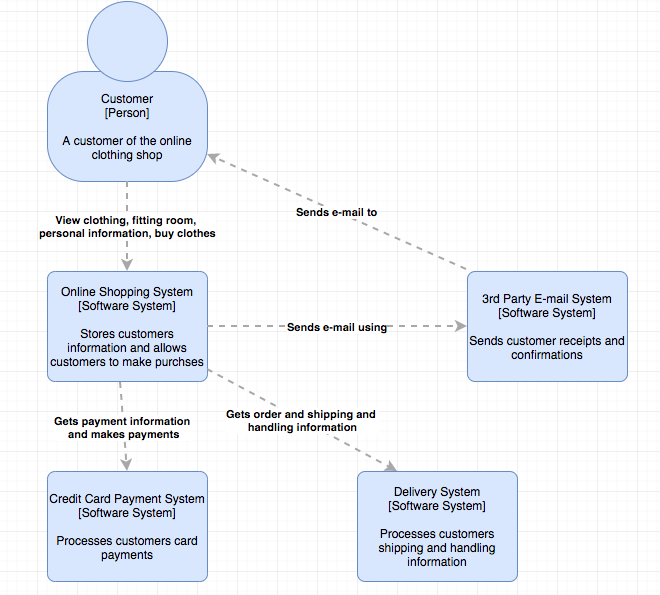 Customer
[Person]
A customer of the online
clothing shop
View clothing, fitting room,
personal information, buy clothes
Sends e-mail to
Online Shopping System
[Software System]
Stores customers
information and allows
customers to make purchses
Sends e-mail using
3rd Party E-mail System
[Software System]
Sends customer receipts and
confirmations
Gets payment information
and makes payments
Gets order and shipping and
handling information
Credit Card Payment System
[Software System]
Processes customers card
payments
Delivery System
[Software System]
Processes customers
shipping and handling
information